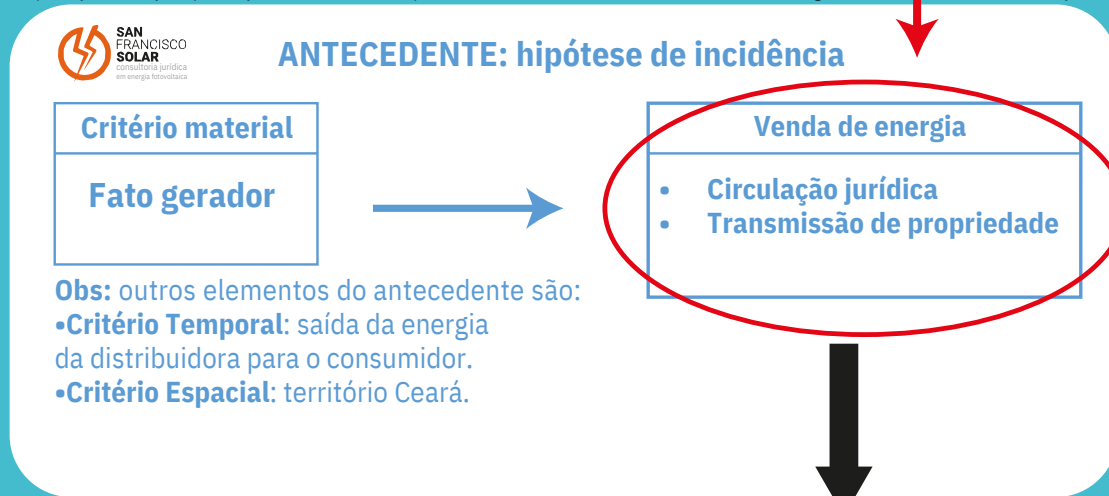 SAN
FRANCISCO
SOLAR
consultoria jurídica
em energia fotovoltaica
ANTECEDENTE: hipótese de incidência
Critério material
Fato gerador
Venda de energia
• Circulação jurídica
• Transmissão de propriedade
Obs: outros elementos do antecedente são:
•Critério Temporal: saída da energia
da distribuidora para o consumidor.
•Critério Espacial: território Ceará.